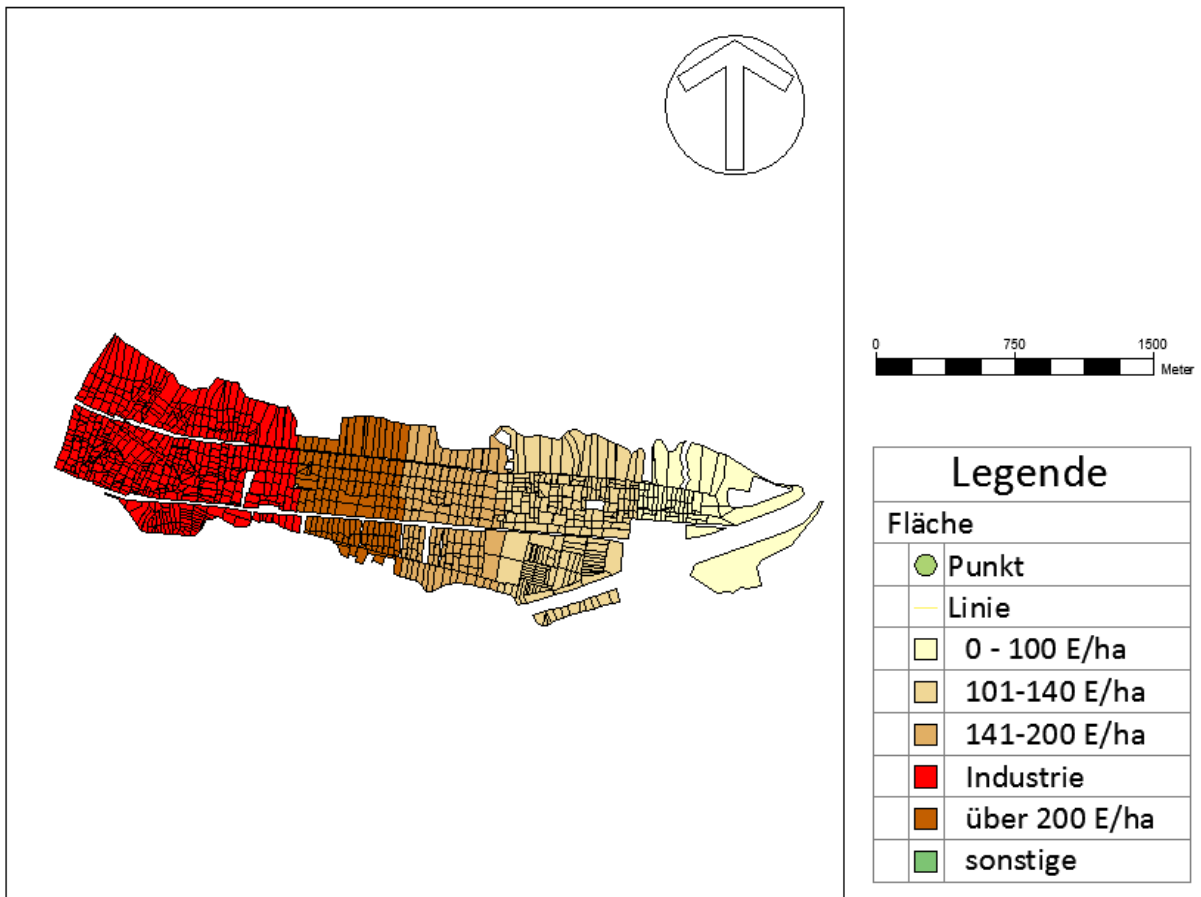 0 750 1500
Meter
Legende
Fläche
Punkt
Linie
0 - 100 E/ha
101-140 E/ha
141-200 E/ha
Industrie
über 200 E/ha
sonstige